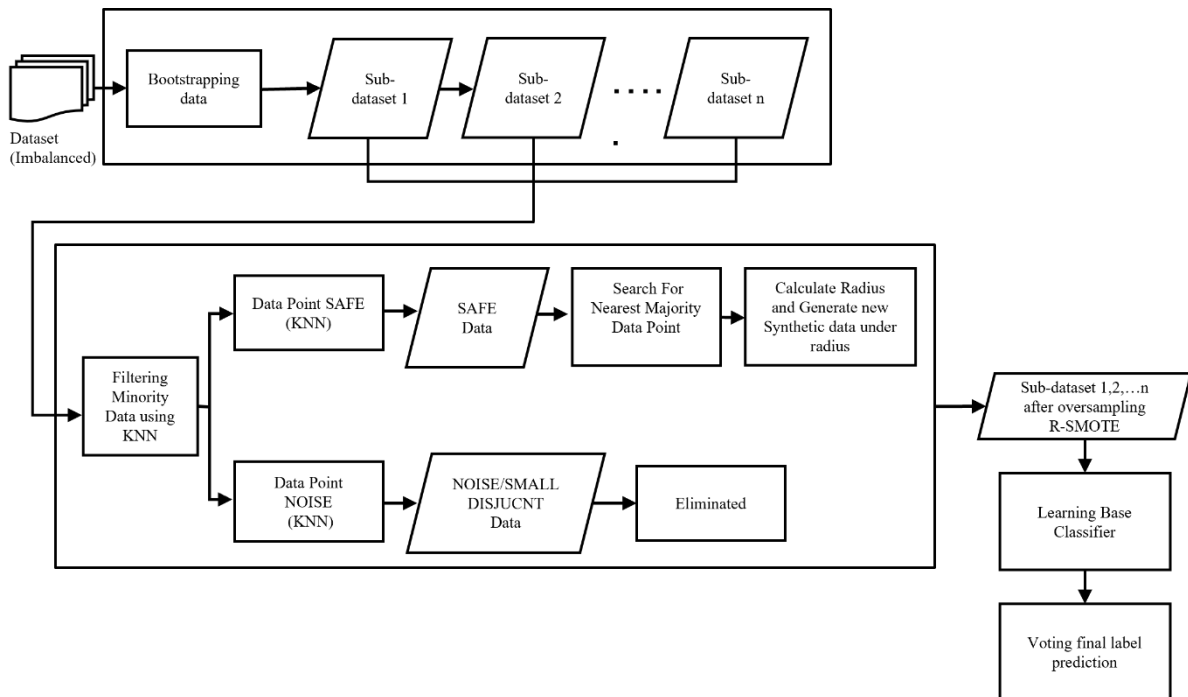 Dataset
(Imbalanced)
Bootstrapping
data
Sub-
dataset 1
Sub-
dataset 2
. . . .
.
Sub-
dataset n
Filtering
Minority
Data using
KNN
Data Point SAFE
(KNN)
SAFE
Data
Search For
Nearest Majority
Data Point
Calculate Radius
and Generate new
Synthetic data under
radius
Data Point
NOISE
(KNN)
NOISE/SMALL
DISJUCNT
Data
Eliminated
Sub-dataset 1,2,…n
after oversampling
R-SMOTE
Learning Base
Classifier
Voting final label
prediction